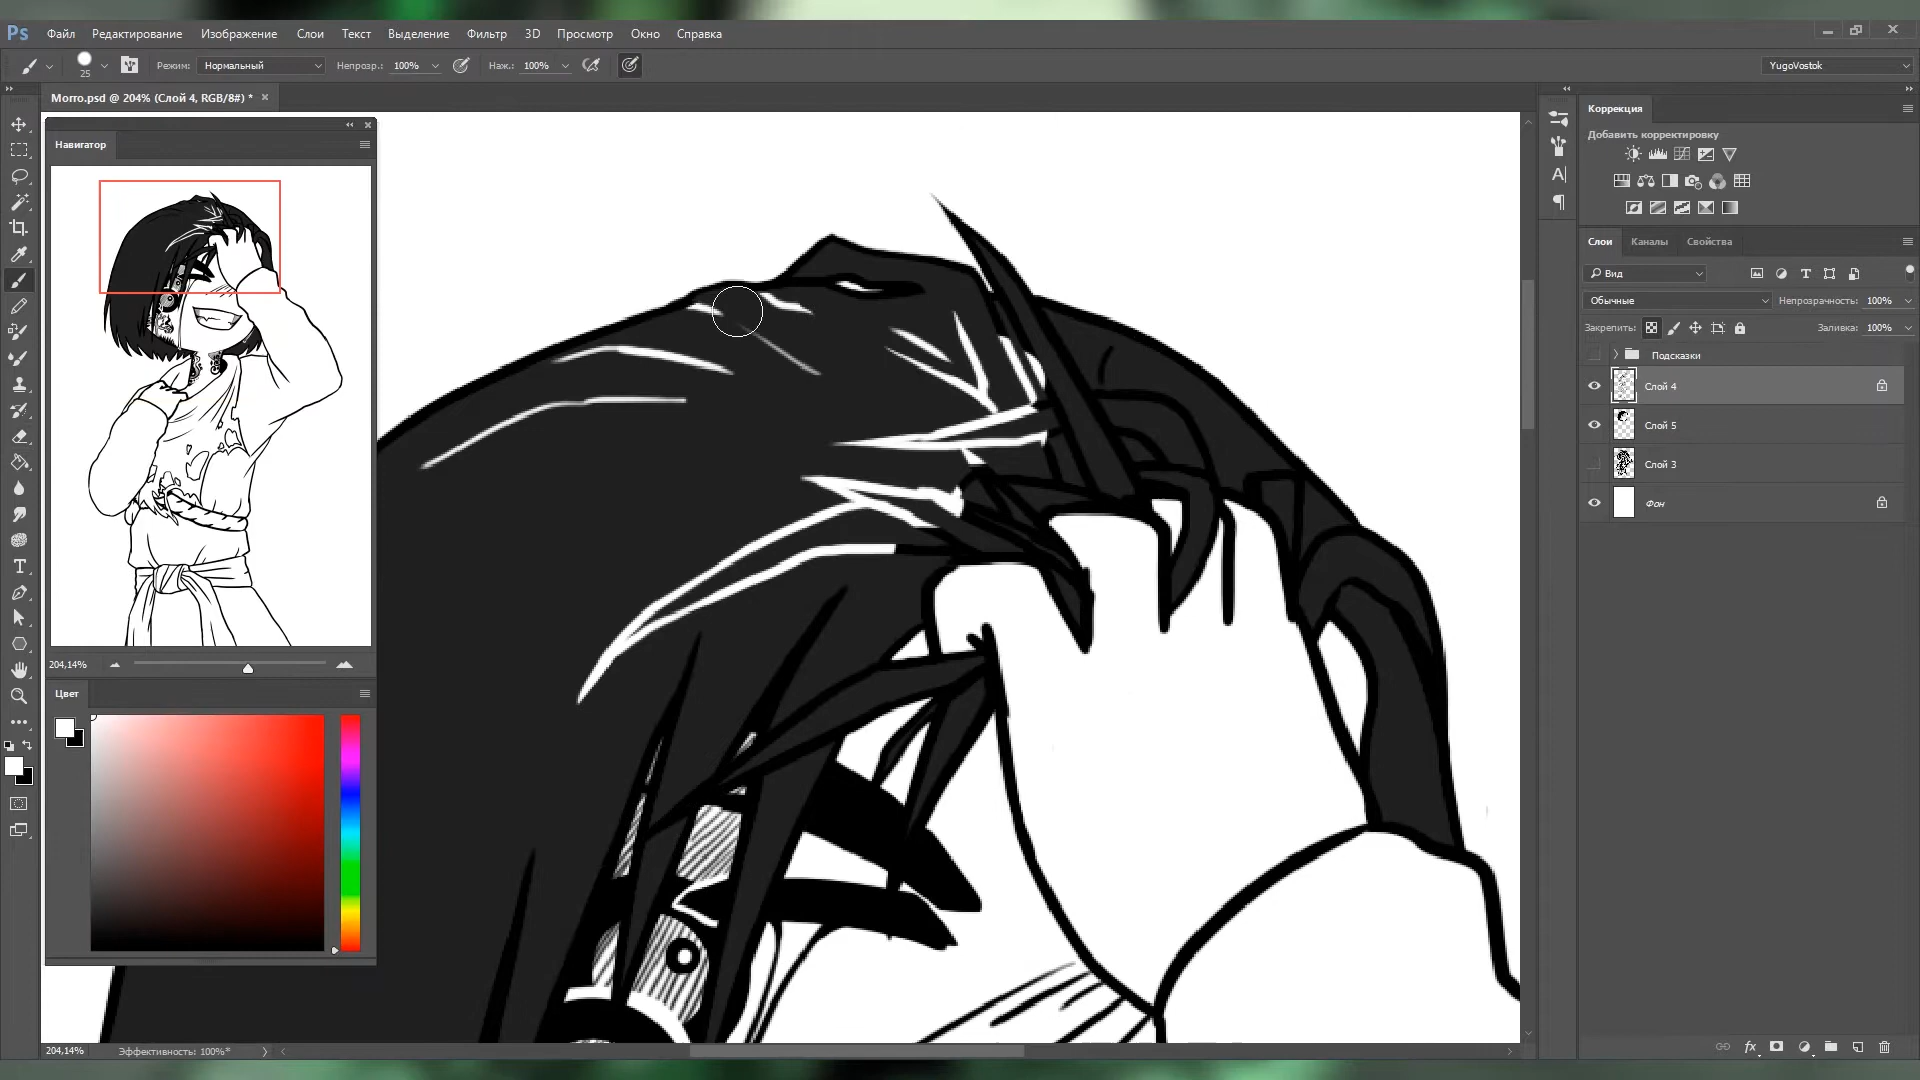 Ps Файл Редактирование Изображение Слои Текст Выделение Фильтр 3D Просмотр Окно Справка
25 Режим: Нормальный Непрозр.: 100% Наж.: 100% YugoVostok
Morro.psd @ 204% (Слой 4, RGB/8#) *
Навигатор
204,14%
Цвет
204,14% Эффективность: 100%*
Коррекция
Добавить корректировку
Слои Каналы Свойства
Вид
Обычные Непрозрачность: 100%
Закрепить: Заливка: 100%
Подсказки
Слой 4
Слой 5
Слой 3
Фон